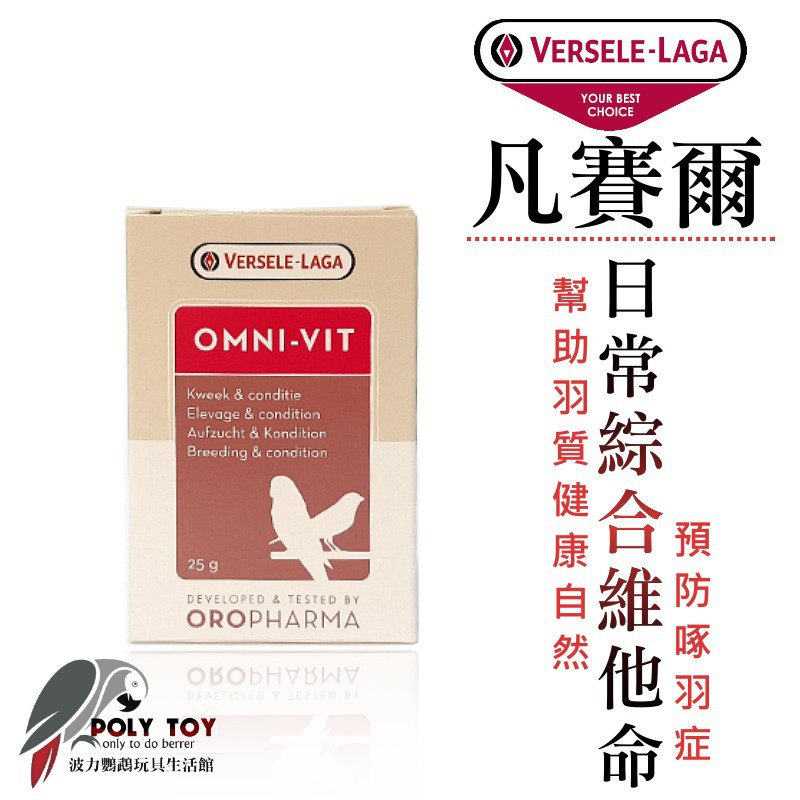 VERSELE-LAGA
YOUR BEST
CHOICE
凡賽爾
日常綜合維他命
幫助羽質健康自然
預防啄羽症
VERSELE-LAGA
OMNI-VIT
Kweek & conditie
Elevage & condition
Aufzucht & Kondition
Breeding & condition
25 g
DEVELOPED & TESTED BY
OROPHARMA
POLY TOY
only to do berrer
波力鸚鵡玩具生活館